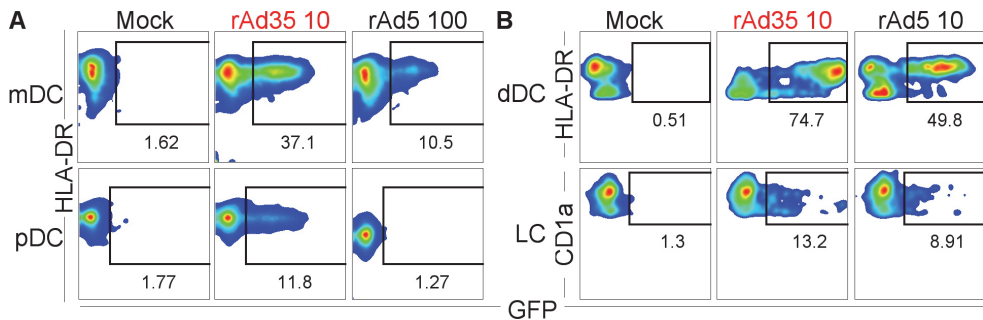 A
Mock
rAd35 10
rAd5 100
mDC
1.62
37.1
10.5
HLA-DR
pDC
1.77
11.8
1.27
B
Mock
rAd35 10
rAd5 10
dDC
HLA-DR
0.51
74.7
49.8
LC
CD1a
1.3
13.2
8.91
GFP